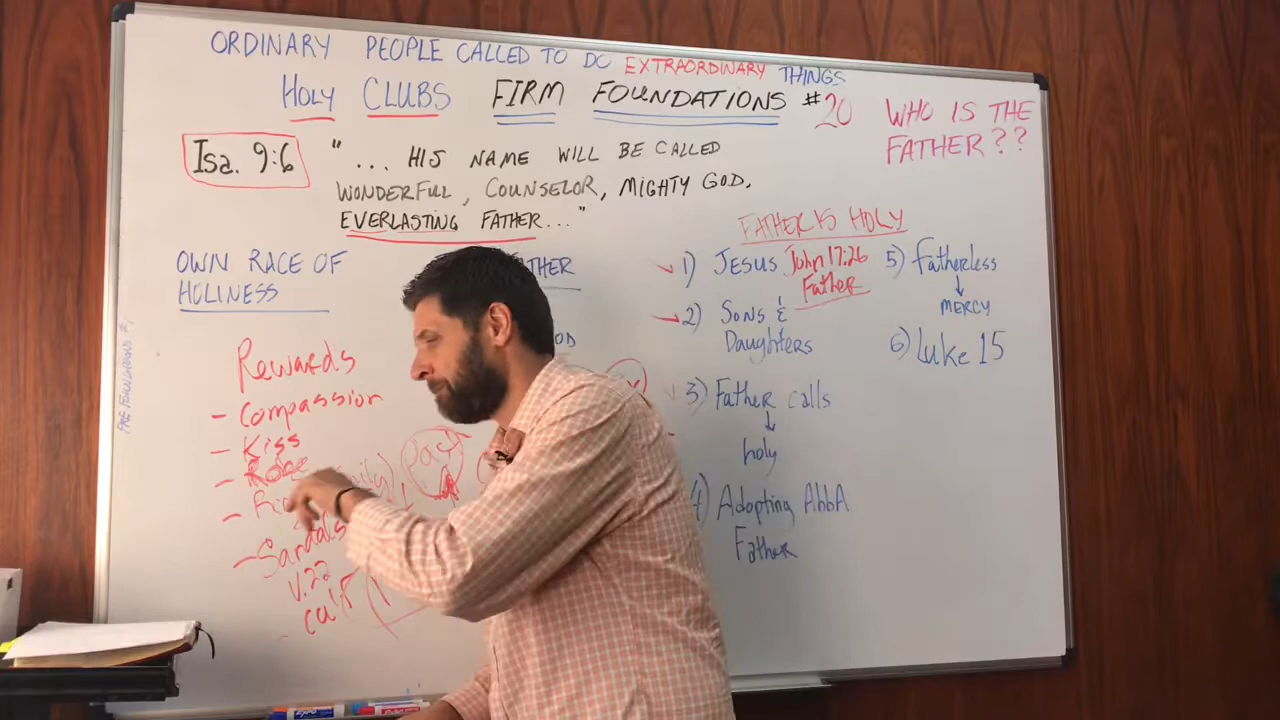 ORDINARY PEOPLE CALLED TO DO EXTRAORDINARY THINGS
HOLY CLUBS FIRM FOUNDATIONS #20
WHO IS THE
FATHER??
Isa. 9:6
"... HIS NAME WILL BE CALLED
WONDERFUL, COUNSELOR, MIGHTY GOD,
EVERLASTING FATHER..."
OWN RACE OF
HOLINESS
Rewards
- Compassion
- Kiss
- Robe
- Sandals
V.22
calf
FATHER IS HOLY
1) JESUS John 17:26
Father
2) Sons &
Daughters
3) Father calls
holy
4) Adopting AbbA
Father
5) Fatherless
MERCY
6) Luke 15